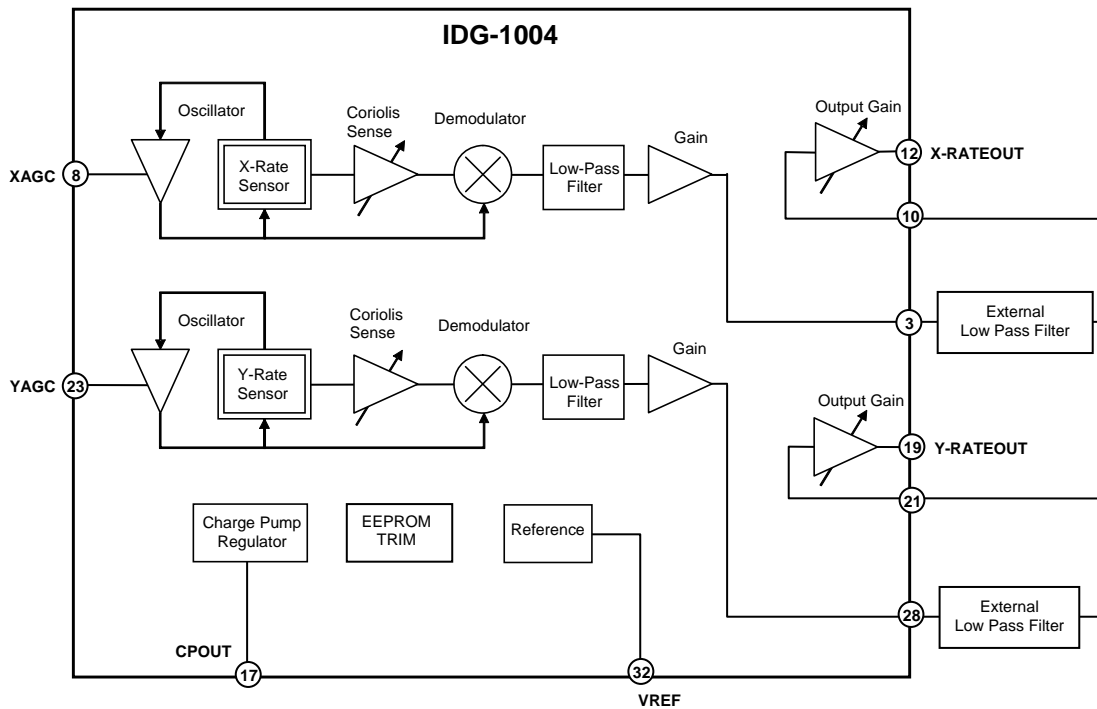 IDG-1004
Oscillator
Coriolis
Sense
Demodulator
Gain
Output Gain
XAGC
8
X-Rate
Sensor
Low-Pass
Filter
12
X-RATEOUT
10
3
External
Low Pass Filter
Oscillator
Coriolis
Sense
Demodulator
Gain
YAGC
23
Y-Rate
Sensor
Low-Pass
Filter
Output Gain
19
Y-RATEOUT
21
Charge Pump
Regulator
EEPROM
TRIM
Reference
28
External
Low Pass Filter
CPOUT
17
32
VREF